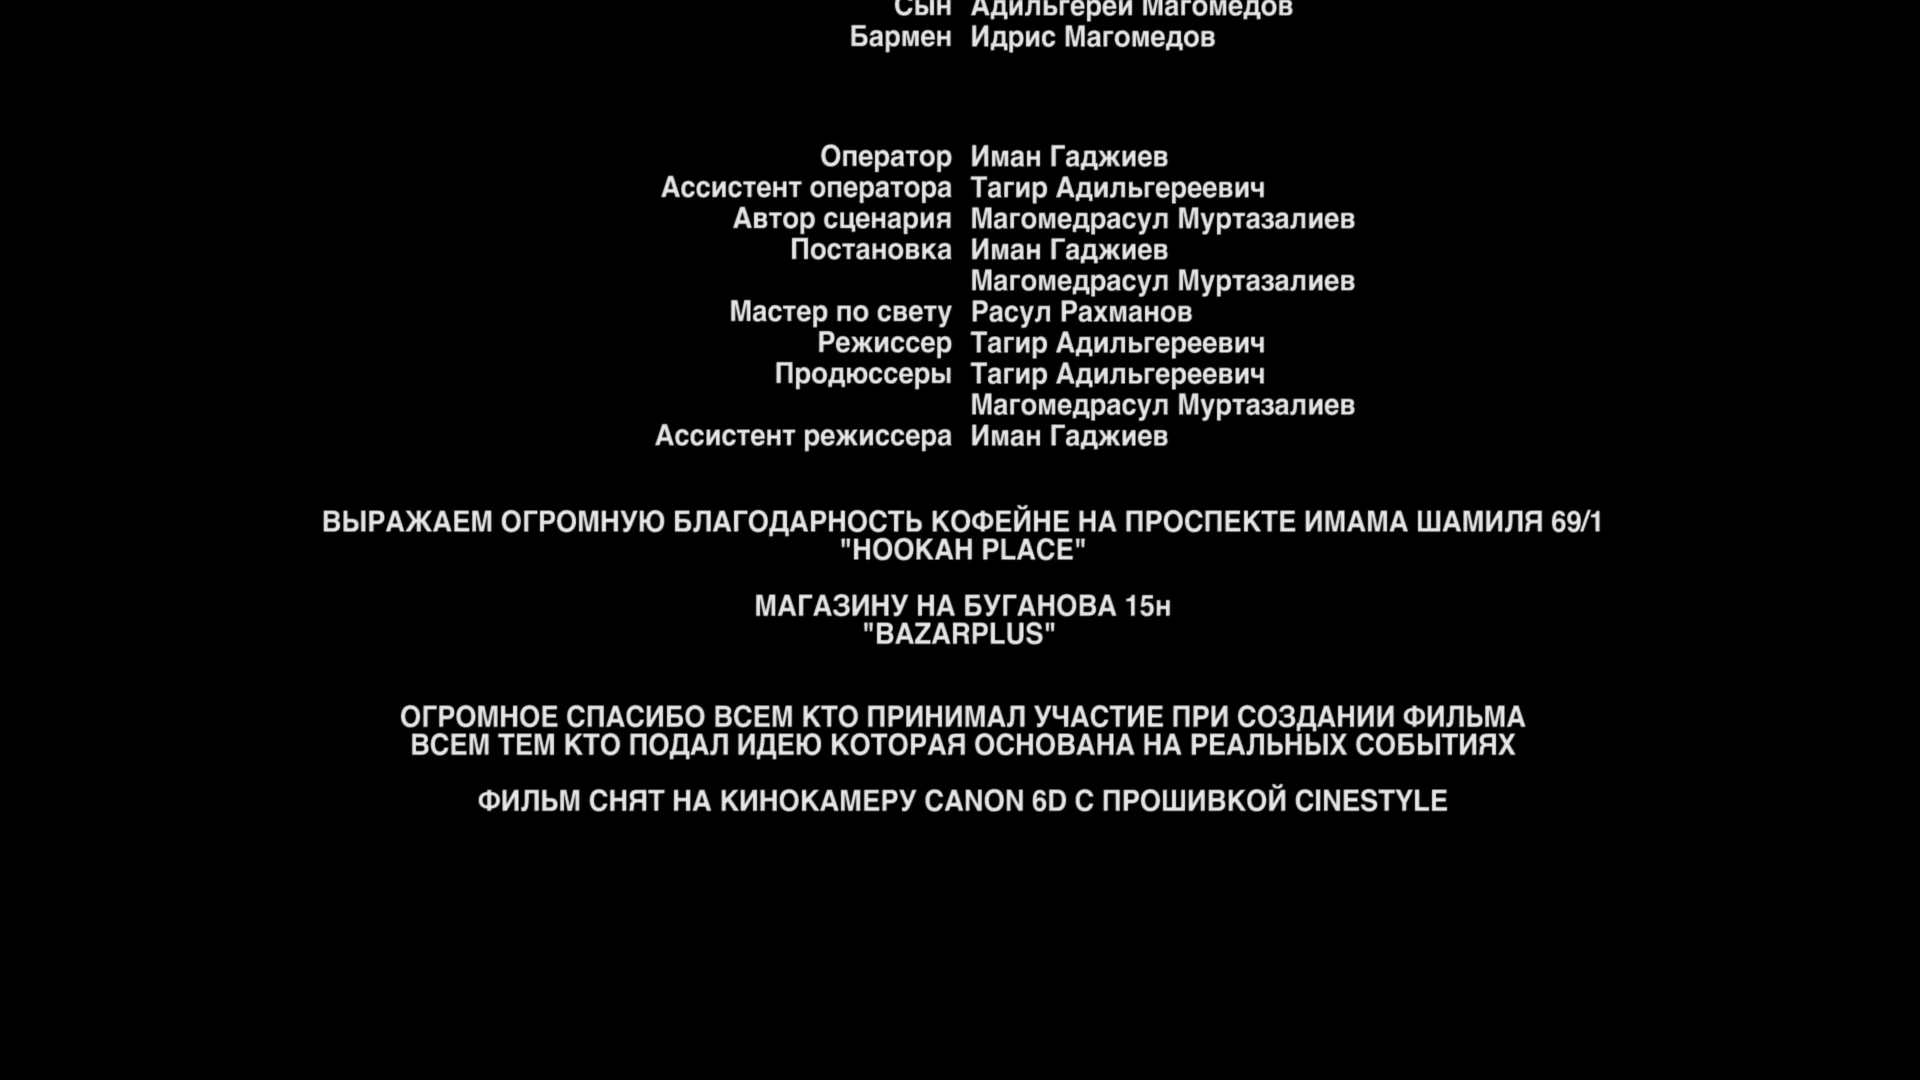 Сын Адильгерей Магомедов
Бармен Идрис Магомедов
Оператор Иман Гаджиев
Ассистент оператора Тагир Адильгереевич
Автор сценария Магомедрасул Муртазалиев
Постановка Иман Гаджиев
Магомедрасул Муртазалиев
Мастер по свету Расул Рахманов
Режиссер Тагир Адильгереевич
Продюссеры Тагир Адильгереевич
Магомедрасул Муртазалиев
Ассистент режиссера Иман Гаджиев
ВЫРАЖАЕМ ОГРОМНУЮ БЛАГОДАРНОСТЬ КОФЕЙНЕ НА ПРОСПЕКТЕ ИМАМА ШАМИЛЯ 69/1
"HOOKAH PLACE"
МАГАЗИНУ НА БУГАНОВА 15н
"BAZARPLUS"
ОГРОМНОЕ СПАСИБО ВСЕМ КТО ПРИНИМАЛ УЧАСТИЕ ПРИ СОЗДАНИИ ФИЛЬМА
ВСЕМ ТЕМ КТО ПОДАЛ ИДЕЮ КОТОРАЯ ОСНОВАНА НА РЕАЛЬНЫХ СОБЫТИЯХ
ФИЛЬМ СНЯТ НА КИНОКАМЕРУ CANON 6D С ПРОШИВКОЙ CINESTYLE